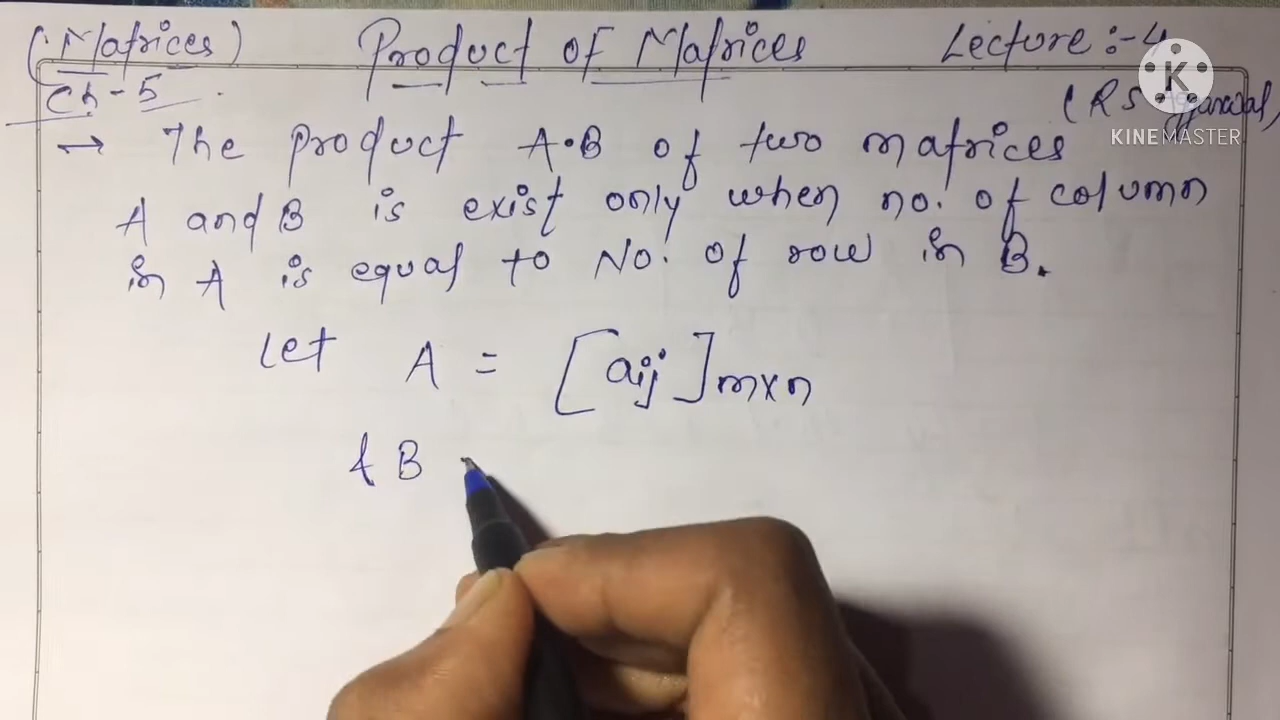 (Matrices) Product of Matrices Lecture :- 4
Ch - 5
(RS Aggarwal)
K
KINEMASTER
→ The product A·B of two matrices
A and B is exist only when no. of column
in A is equal to No. of row in B.
Let A = [aij]m×n
& B